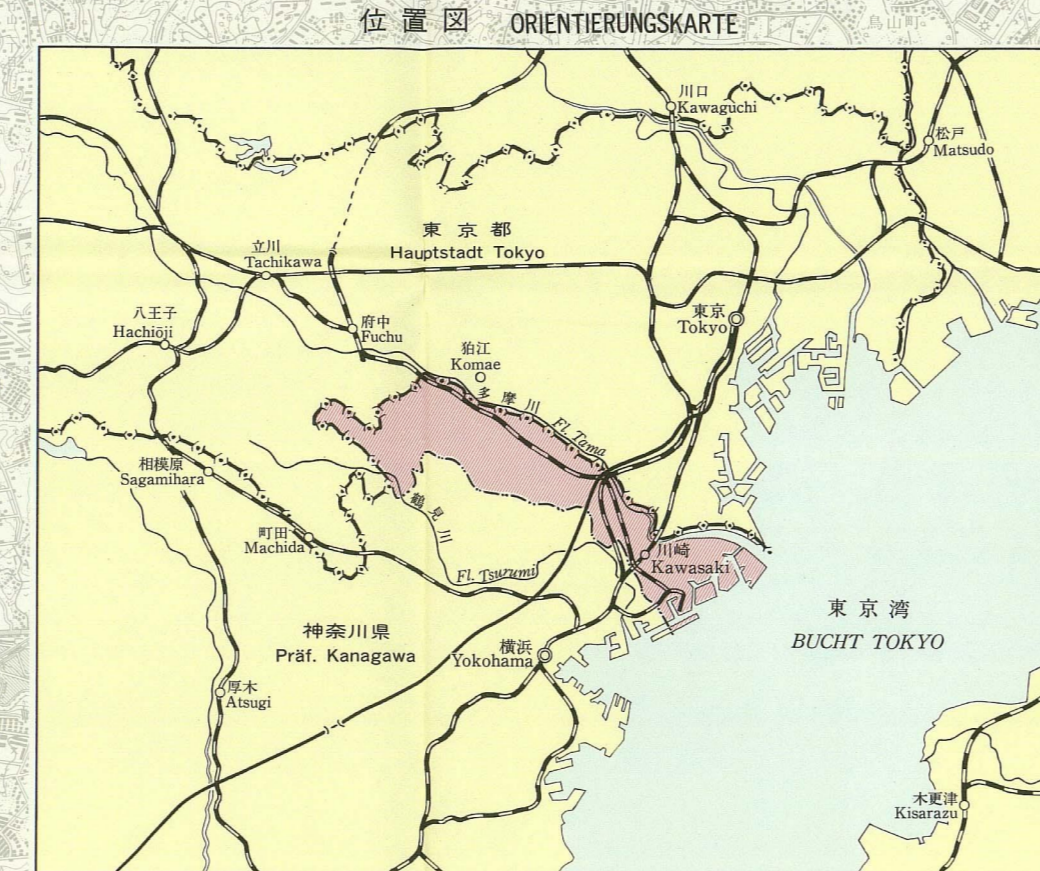 位置図 ORIENTIERUNGSKARTE
鳥山町
川口
Kawaguchi
松戸
Matsudo
東京都
Hauptstadt Tokyo
立川
Tachikawa
八王子
Hachiōji
府中
Fuchu
東京
Tokyo
狛江
Komae
多摩川
Fl. Tama
相模原
Sagamihara
鶴見川
町田
Machida
川崎
Kawasaki
Fl. Tsurumi
東京湾
BUCHT TOKYO
神奈川県
Präf. Kanagawa
横浜
Yokohama
厚木
Atsugi
木更津
Kisarazu